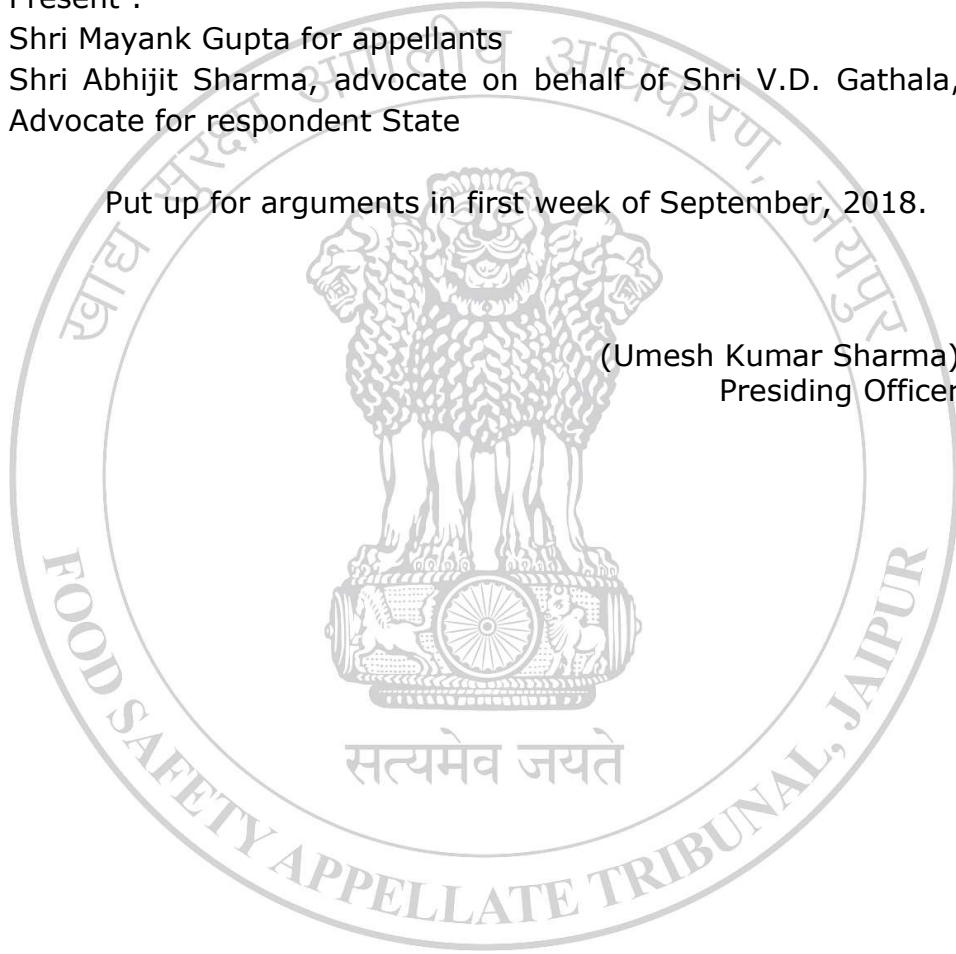 Present :
Shri Mayank Gupta for appellants
Shri Abhijit Sharma, advocate on behalf of Shri V.D. Gathala,
Advocate for respondent State
Put up for arguments in first week of September, 2018.
(Umesh Kumar Sharma)
Presiding Officer
खाद्य सुरक्षा अपीलीय अधिकरण, जयपुर
सत्यमेव जयते
FOOD SAFETY APPELLATE TRIBUNAL, JAIPUR